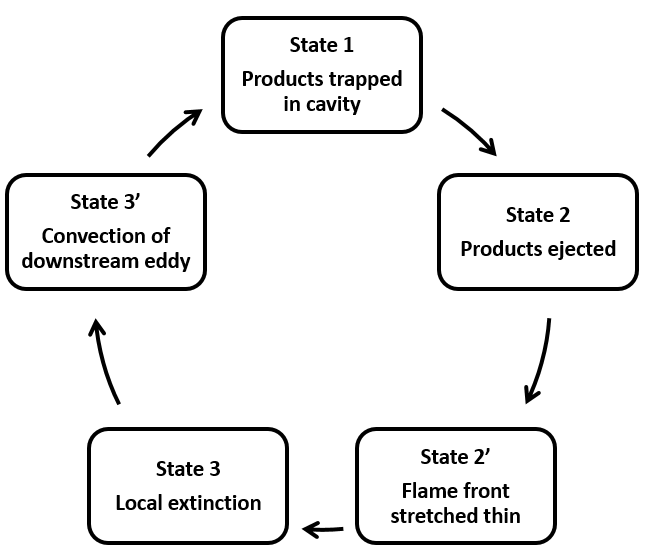 State 1
Products trapped
in cavity
State 2
Products ejected
State 2’
Flame front
stretched thin
State 3
Local extinction
State 3’
Convection of
downstream eddy